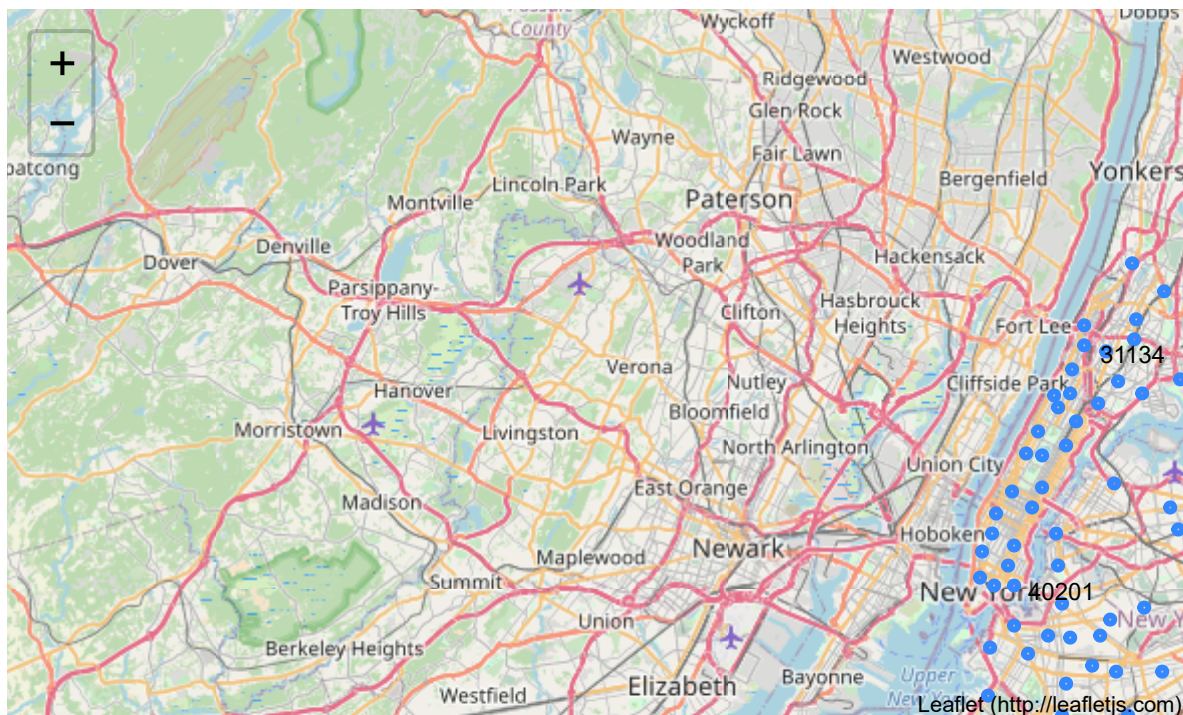 County
Wyckoff
Dobbs
Westwood
+
Ridgewood
Glen Rock
−
Wayne
Fair Lawn
patcong
Yonkers
Bergenfield
Lincoln Park
Paterson
Montville
Denville
Woodland
Park
Hackensack
Dover
Parsippany-
Troy Hills
Clifton
Hasbrouck
Heights
Fort Lee
31134
Verona
Nutley
Cliffside Park
Hanover
Bloomfield
Morristown
Livingston
North Arlington
Union City
East Orange
Madison
Hoboken
Newark
Maplewood
Summit
New York
40201
Union
New Y
Berkeley Heights
Bayonne
Upper
New York
Elizabeth
Westfield
Leaflet (http://leafletjs.com)